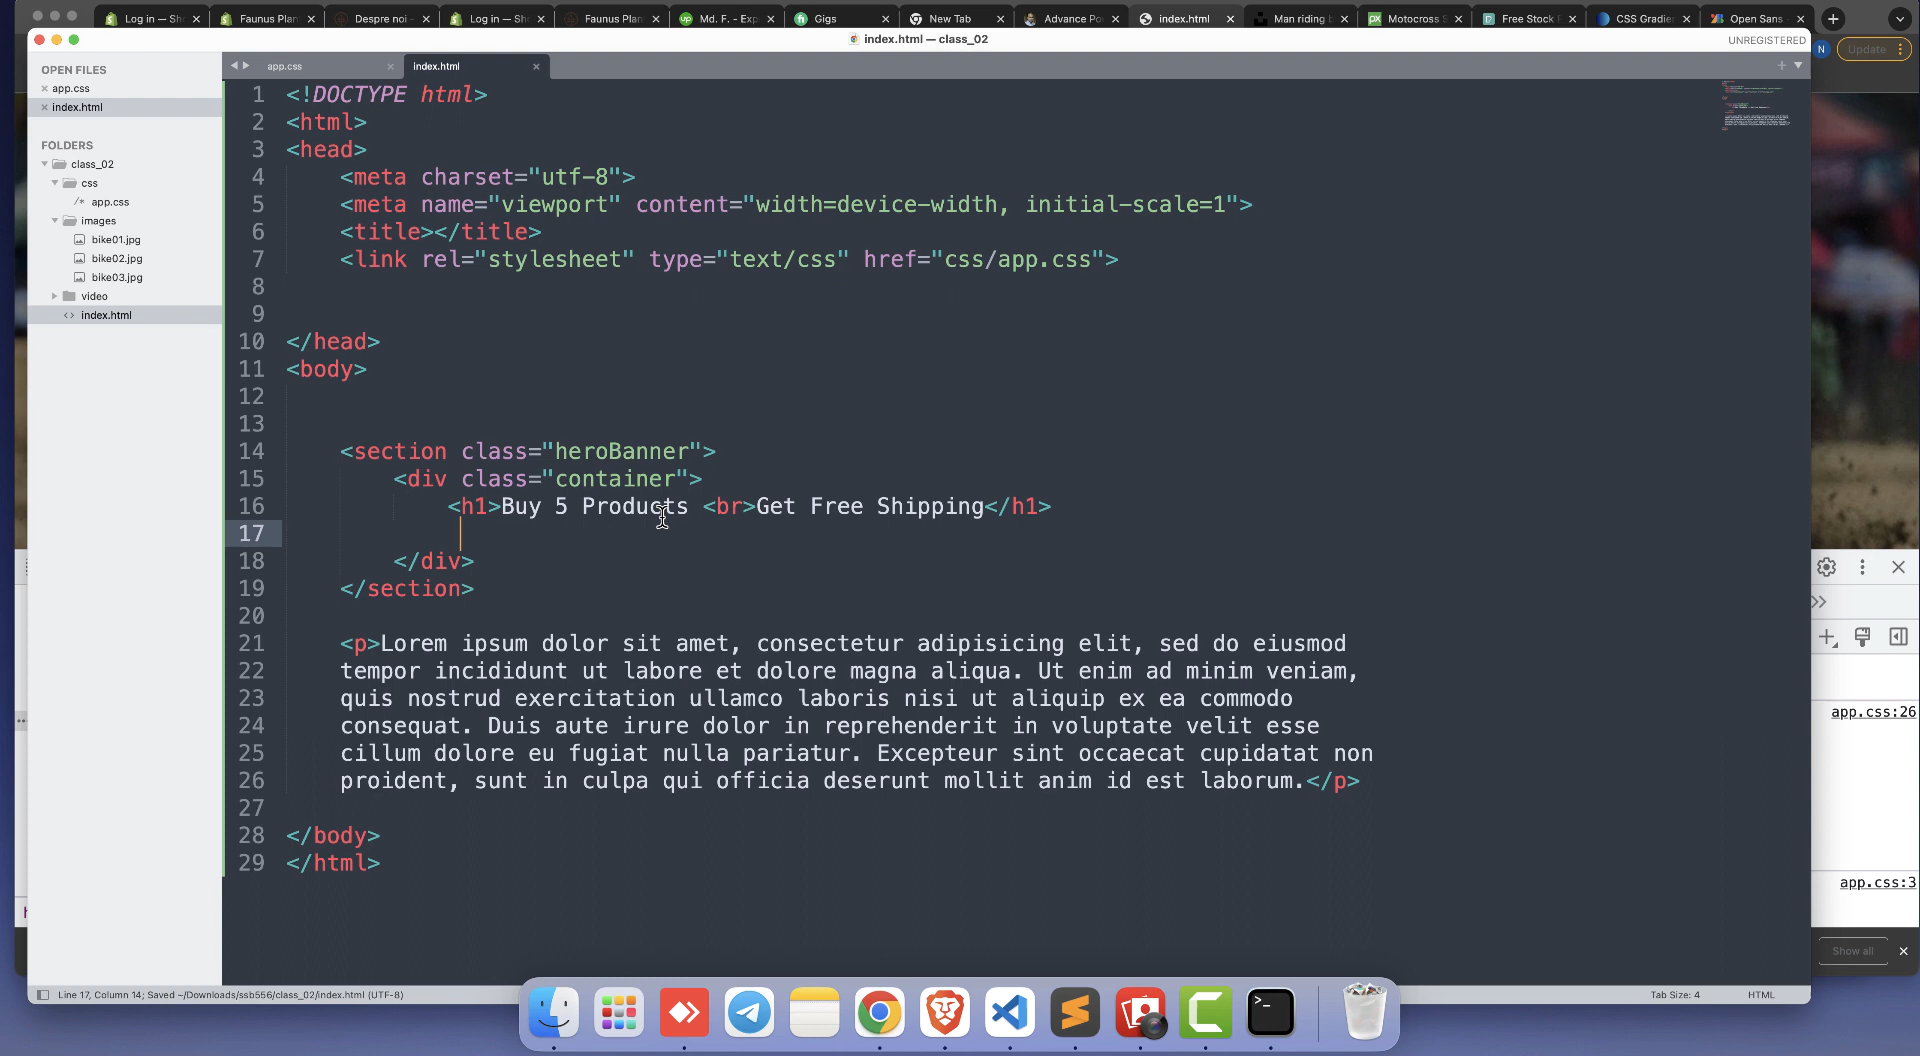 Log in — Sh
Faunus Plan
Despre noi -
Log in — Sh
Faunus Plan
Md. F. - Exp
Gigs
New Tab
Advance Po
index.html
Man riding
Motocross S
Free Stock F
CSS Gradie
Open Sans -
index.html — class_02
UNREGISTERED
N
Update
OPEN FILES
app.css
index.html
FOLDERS
class_02
css
app.css
images
bike01.jpg
bike02.jpg
bike03.jpg
video
index.html
app.css
index.html
1 <!DOCTYPE html>
2 <html>
3 <head>
4 <meta charset="utf-8">
5 <meta name="viewport" content="width=device-width, initial-scale=1">
6 <title></title>
7 <link rel="stylesheet" type="text/css" href="css/app.css">
8
9
10 </head>
11 <body>
12
13
14 <section class="heroBanner">
15 <div class="container">
16 <h1>Buy 5 Products <br>Get Free Shipping</h1>
17
18 </div>
19 </section>
20
21 <p>Lorem ipsum dolor sit amet, consectetur adipisicing elit, sed do eiusmod
22 tempor incididunt ut labore et dolore magna aliqua. Ut enim ad minim veniam,
23 quis nostrud exercitation ullamco laboris nisi ut aliquip ex ea commodo
24 consequat. Duis aute irure dolor in reprehenderit in voluptate velit esse
25 cillum dolore eu fugiat nulla pariatur. Excepteur sint occaecat cupidatat non
26 proident, sunt in culpa qui officia deserunt mollit anim id est laborum.</p>
27
28 </body>
29 </html>
app.css:26
app.css:3
Show all
Line 17, Column 14; Saved ~/Downloads/ssb556/class_02/index.html (UTF-8)
Tab Size: 4
HTML